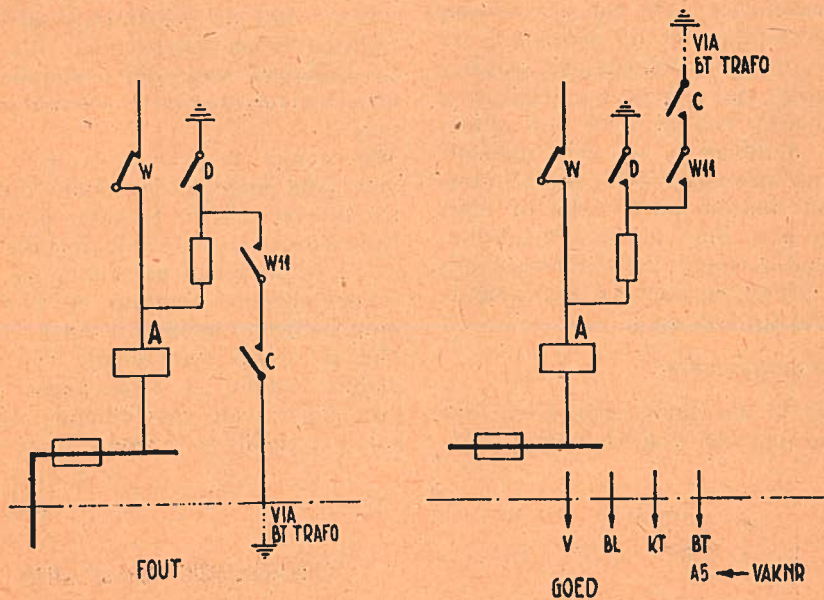 W
D
W11
A
C
VIA
BT TRAFO
FOUT
VIA
BT TRAFO
C
W
D
W11
A
V BL KT BT
A5 ← VAKNR
GOED